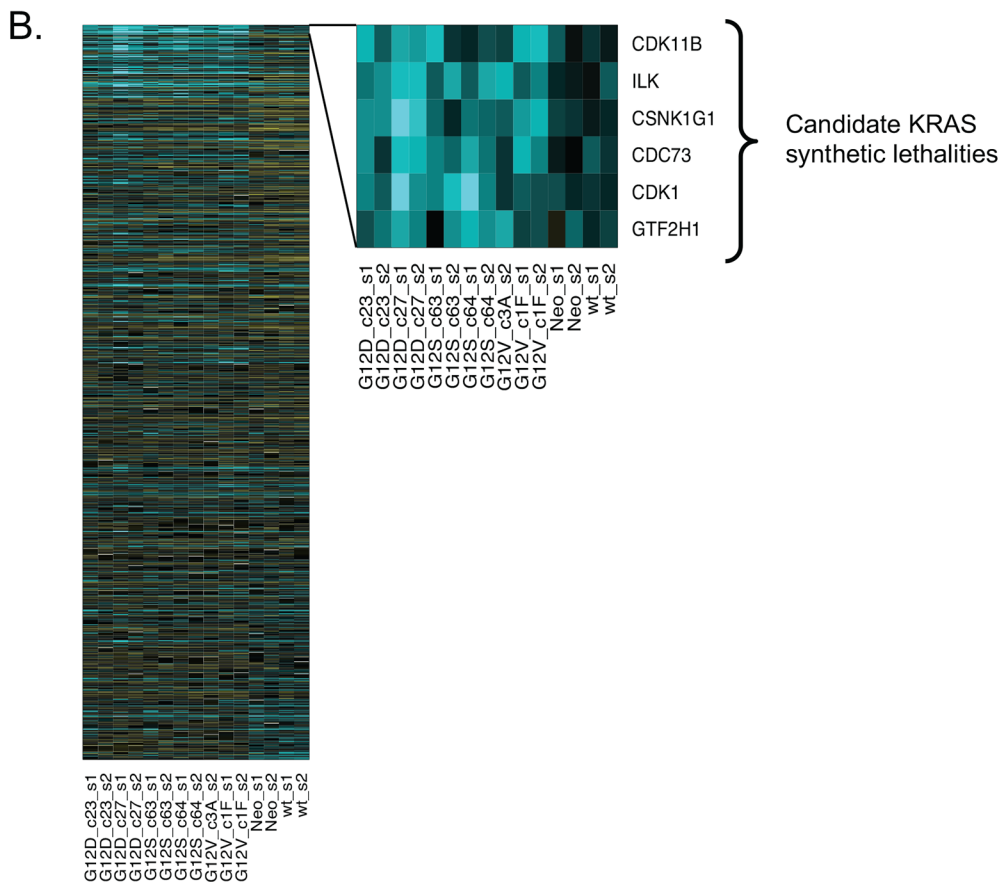 B.
CDK11B
ILK
CSNK1G1
CDC73
CDK1
GTF2H1
Candidate KRAS
synthetic lethalities
G12D_c23_s1
G12D_c23_s2
G12D_c27_s1
G12D_c27_s2
G12S_c63_s1
G12S_c63_s2
G12S_c64_s1
G12S_c64_s2
G12V_c3A_s2
G12V_c1F_s1
G12V_c1F_s2
Neo_s1
Neo_s2
wt_s1
wt_s2
G12D_c23_s1
G12D_c23_s2
G12D_c27_s1
G12D_c27_s2
G12S_c63_s1
G12S_c63_s2
G12S_c64_s1
G12S_c64_s2
G12V_c3A_s2
G12V_c1F_s1
G12V_c1F_s2
Neo_s1
Neo_s2
wt_s1
wt_s2